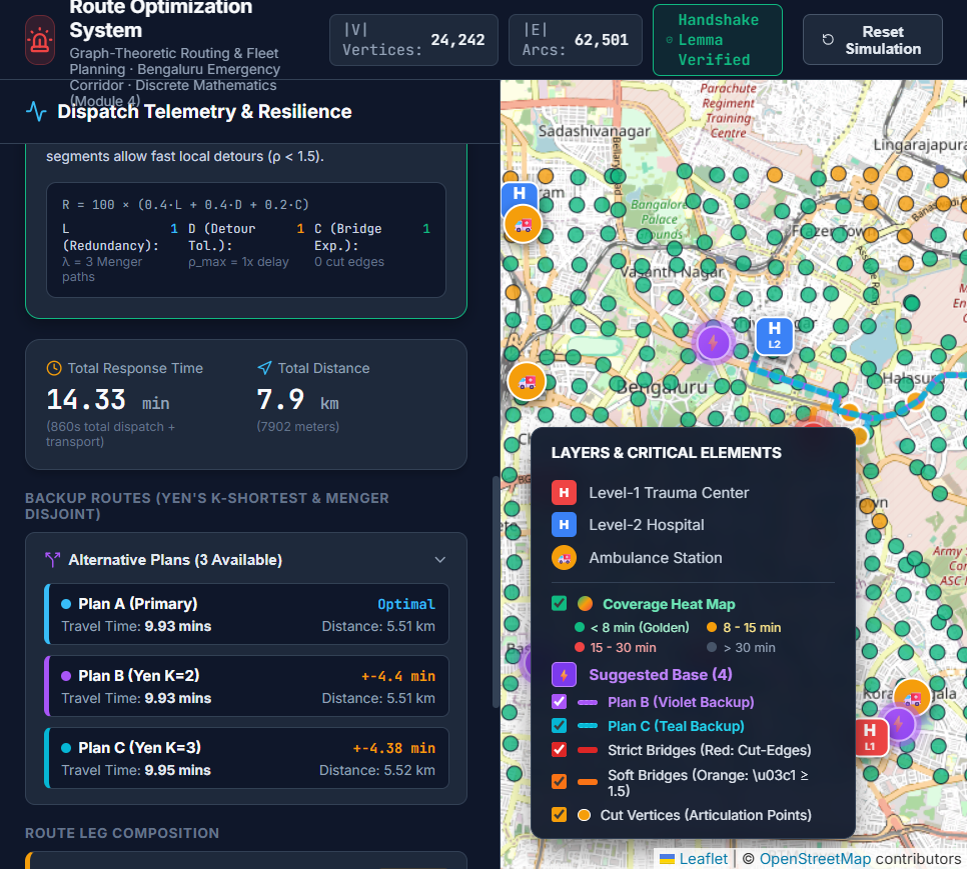 Route Optimization
System
Graph-Theoretic Routing & Fleet
Planning · Bengaluru Emergency
Corridor · Discrete Mathematics
(Module 4)
|V|
Vertices: 24,242
|E|
Arcs: 62,501
Handshake
Lemma
Verified
Reset
Simulation
Dispatch Telemetry & Resilience
segments allow fast local detours (ρ < 1.5).
R = 100 × (0.4·L + 0.4·D + 0.2·C)
L
(Redundancy): 1
λ = 3 Menger
paths
D (Detour
Tol.): 1
ρ_max = 1x delay
C (Bridge
Exp.): 1
0 cut edges
Total Response Time
14.33 min
(860s total dispatch +
transport)
Total Distance
7.9 km
(7902 meters)
BACKUP ROUTES (YEN'S K-SHORTEST & MENGER
DISJOINT)
Alternative Plans (3 Available)
Plan A (Primary) Optimal
Travel Time: 9.93 mins Distance: 5.51 km
Plan B (Yen K=2) +-4.4 min
Travel Time: 9.93 mins Distance: 5.51 km
Plan C (Yen K=3) +-4.38 min
Travel Time: 9.95 mins Distance: 5.52 km
ROUTE LEG COMPOSITION
Parachute
Regiment
Training
Centre
Sadashivanagar
Lingarajapura
H
Bangalore
Palace
Grounds
Frazer Town
Vasanth Nagar
H
L2
Bengaluru
Halasuru
LAYERS & CRITICAL ELEMENTS
H Level-1 Trauma Center
H Level-2 Hospital
Ambulance Station
Coverage Heat Map
< 8 min (Golden) 8 - 15 min
15 - 30 min > 30 min
Suggested Base (4)
Plan B (Violet Backup)
Plan C (Teal Backup)
Strict Bridges (Red: Cut-Edges)
Soft Bridges (Orange: \u03c1 ≥
1.5)
Cut Vertices (Articulation Points)
Army
ASC
H
L1
Leaflet | © OpenStreetMap contributors